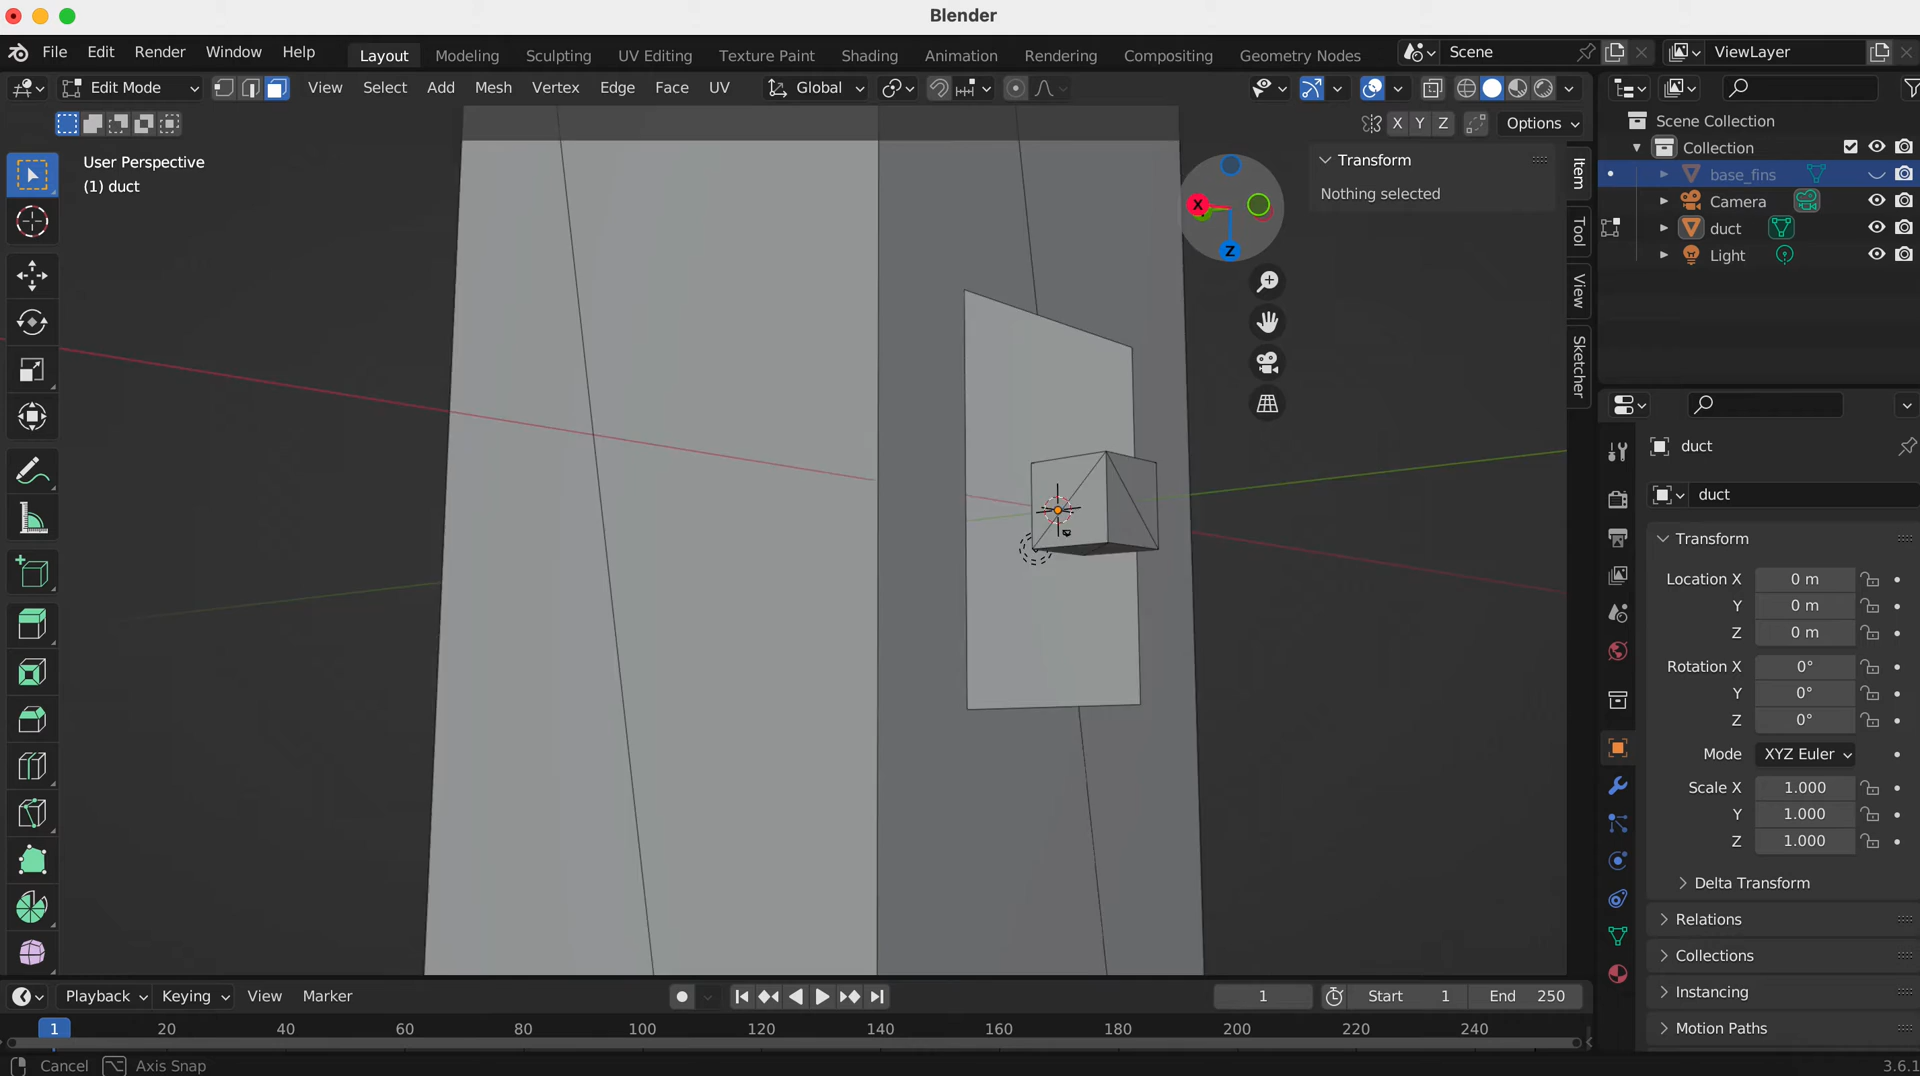 Blender
File Edit Render Window Help Layout Modeling Sculpting UV Editing Texture Paint Shading Animation Rendering Compositing Geometry Nodes Scene ViewLayer
Edit Mode View Select Add Mesh Vertex Edge Face UV Global
X Y Z Options
User Perspective
(1) duct
Transform
Nothing selected
X
Z
Item
Tool
View
Sketcher
Scene Collection
Collection
base_fins
Camera
duct
Light
duct
duct
Transform
Location X 0 m
Y 0 m
Z 0 m
Rotation X 0°
Y 0°
Z 0°
Mode XYZ Euler
Scale X 1.000
Y 1.000
Z 1.000
Delta Transform
Relations
Collections
Instancing
Motion Paths
Playback Keying View Marker 1 Start 1 End 250
1 20 40 60 80 100 120 140 160 180 200 220 240
Cancel Axis Snap 3.6.1